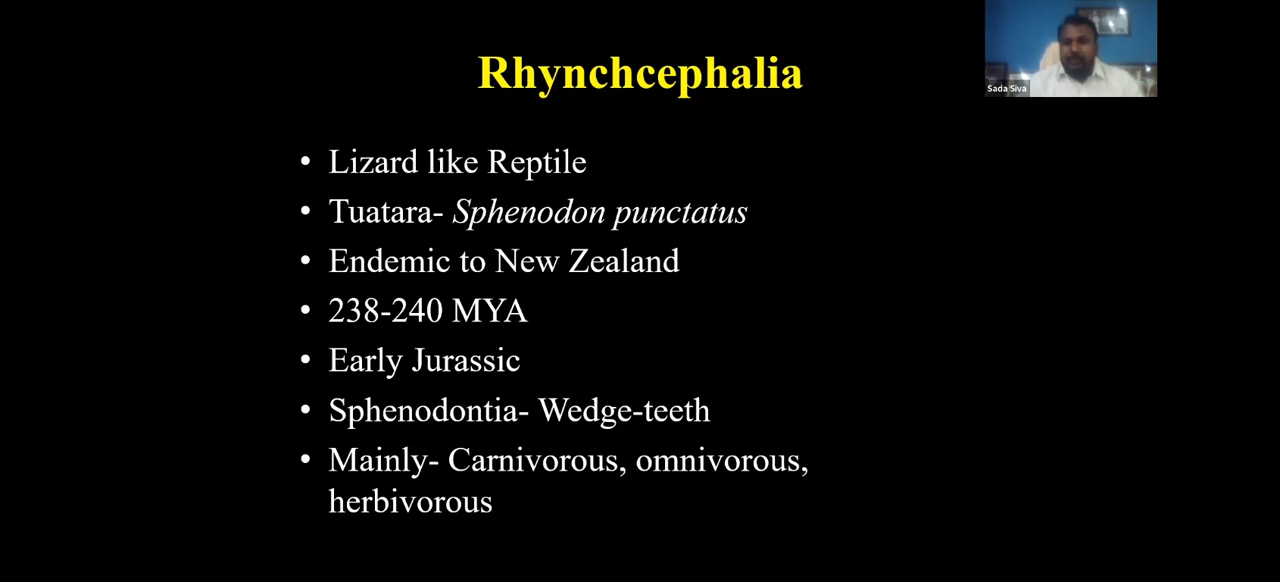 Rhynchcephalia
Sada Siva
• Lizard like Reptile
• Tuatara- Sphenodon punctatus
• Endemic to New Zealand
• 238-240 MYA
• Early Jurassic
• Sphenodontia- Wedge-teeth
• Mainly- Carnivorous, omnivorous,
herbivorous